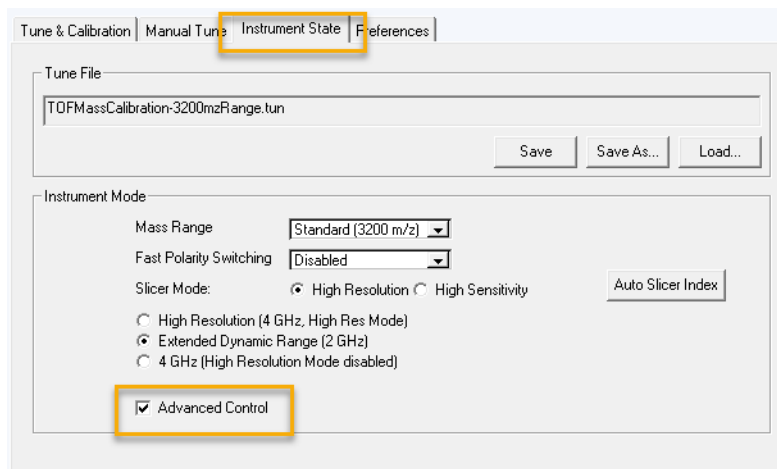 Tune & Calibration Manual Tune Instrument State Preferences
Tune File
TOFMassCalibration-3200mzRange.tun
Save Save As... Load...
Instrument Mode
Mass Range Standard (3200 m/z)
Fast Polarity Switching Disabled
Slicer Mode: High Resolution High Sensitivity Auto Slicer Index
High Resolution (4 GHz, High Res Mode)
Extended Dynamic Range (2 GHz)
4 GHz (High Resolution Mode disabled)
Advanced Control